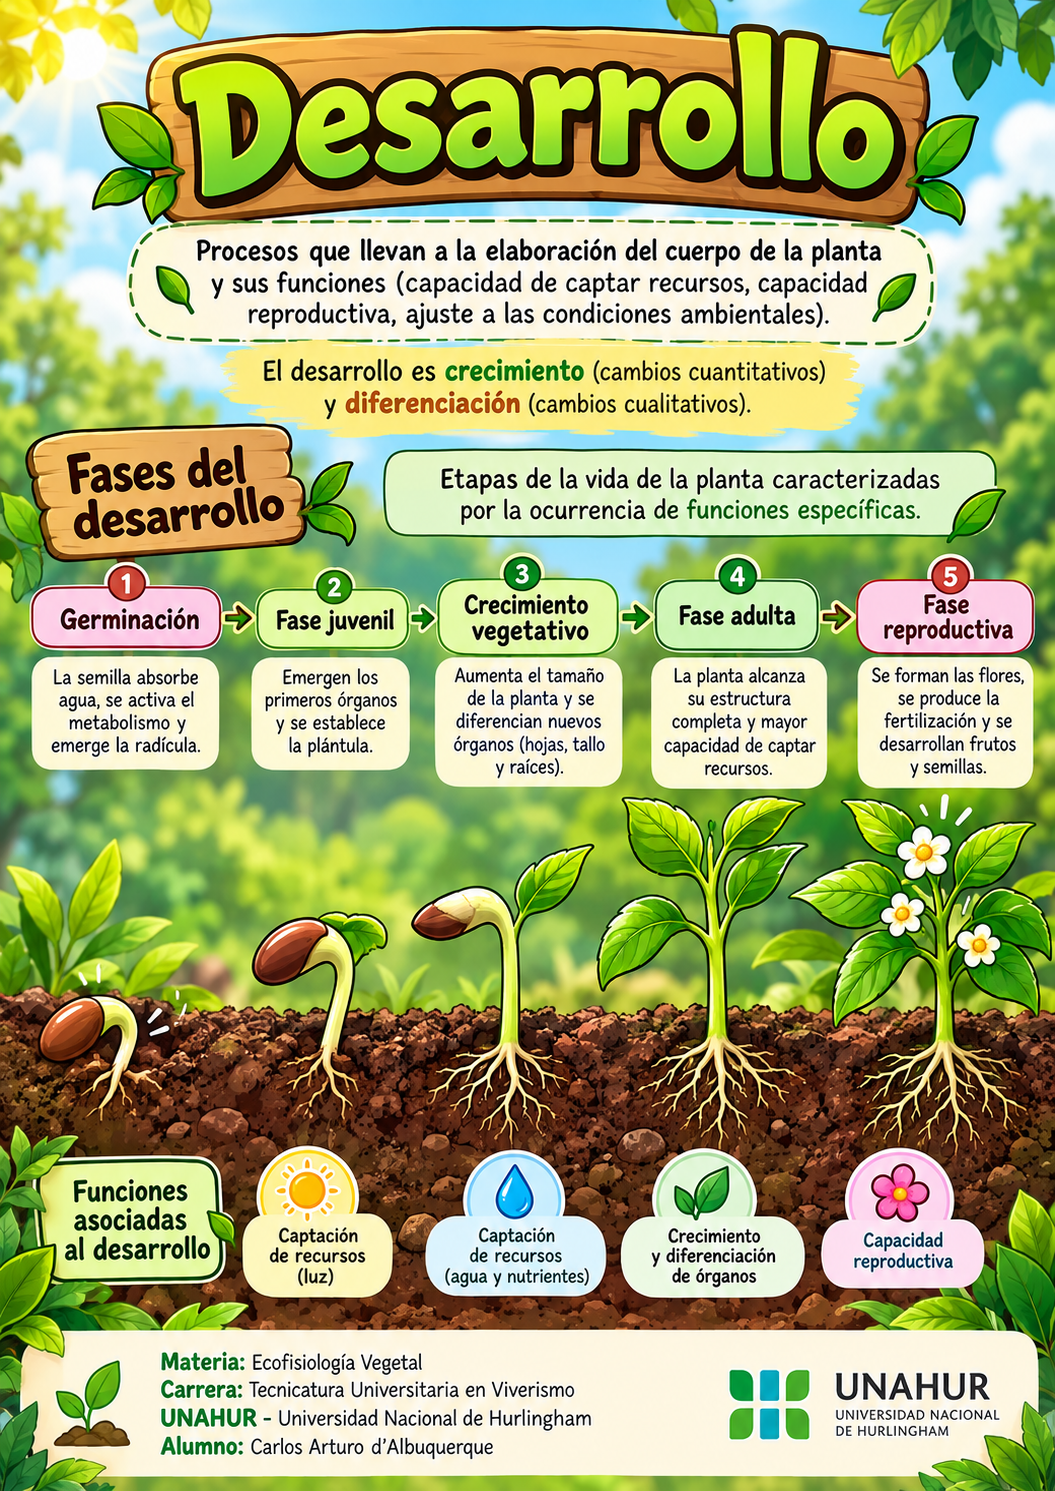 Desarrollo
Procesos que llevan a la elaboración del cuerpo de la planta
y sus funciones (capacidad de captar recursos, capacidad
reproductiva, ajuste a las condiciones ambientales).
El desarrollo es crecimiento (cambios cuantitativos)
y diferenciación (cambios cualitativos).
Fases del
desarrollo
Etapas de la vida de la planta caracterizadas
por la ocurrencia de funciones específicas.
1
Germinación
La semilla absorbe
agua, se activa el
metabolismo y
emerge la radícula.
2
Fase juvenil
Emergen los
primeros órganos
y se establece
la plántula.
3
Crecimiento
vegetativo
Aumenta el tamaño
de la planta y se
diferencian nuevos
órganos (hojas, tallo
y raíces).
4
Fase adulta
La planta alcanza
su estructura
completa y mayor
capacidad de captar
recursos.
5
Fase
reproductiva
Se forman las flores,
se produce la
fertilización y se
desarrollan frutos
y semillas.
Funciones
asociadas
al desarrollo
Captación
de recursos
(luz)
Captación
de recursos
(agua y nutrientes)
Crecimiento
y diferenciación
de órganos
Capacidad
reproductiva
Materia: Ecofisiología Vegetal
Carrera: Tecnicatura Universitaria en Viverismo
UNAHUR - Universidad Nacional de Hurlingham
Alumno: Carlos Arturo d'Albuquerque
UNAHUR
UNIVERSIDAD NACIONAL
DE HURLINGHAM